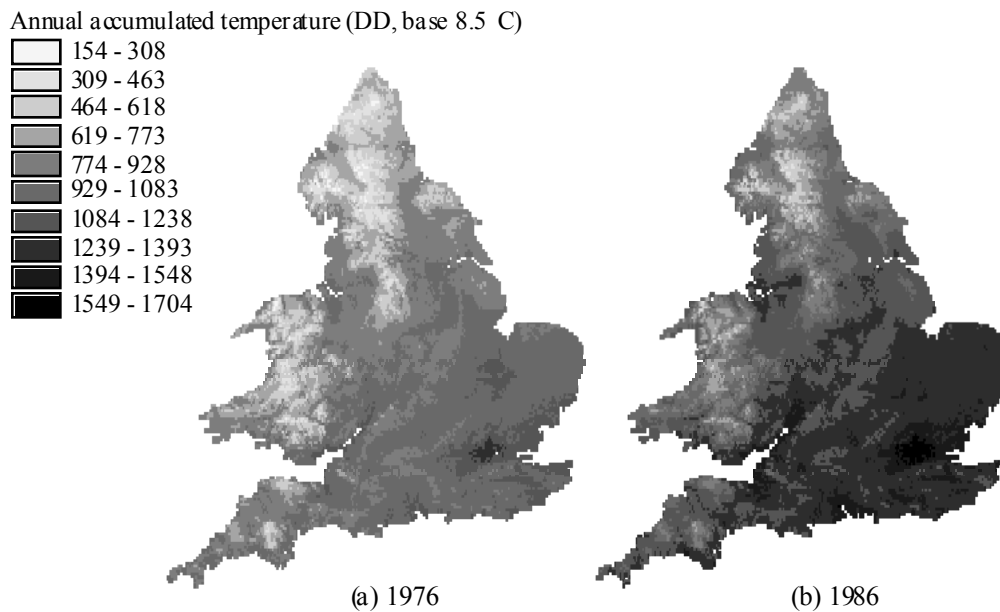 Annual accumulated temperature (DD, base 8.5 C)
154 - 308
309 - 463
464 - 618
619 - 773
774 - 928
929 - 1083
1084 - 1238
1239 - 1393
1394 - 1548
1549 - 1704
(a) 1976
(b) 1986